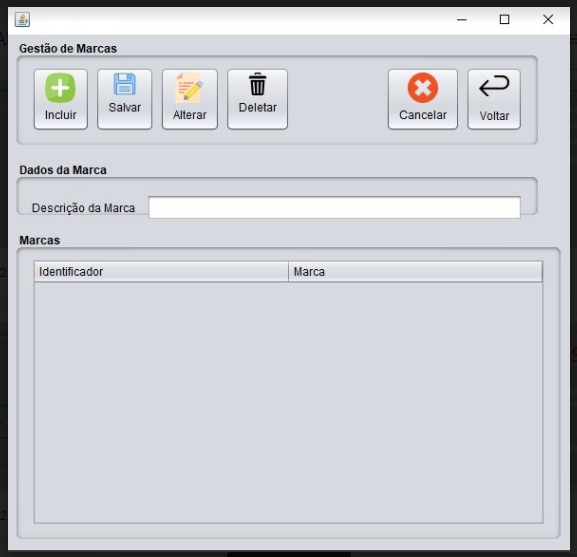 Gestão de Marcas
Incluir Salvar Alterar Deletar Cancelar Voltar
Dados da Marca
Descrição da Marca
Marcas
Identificador Marca